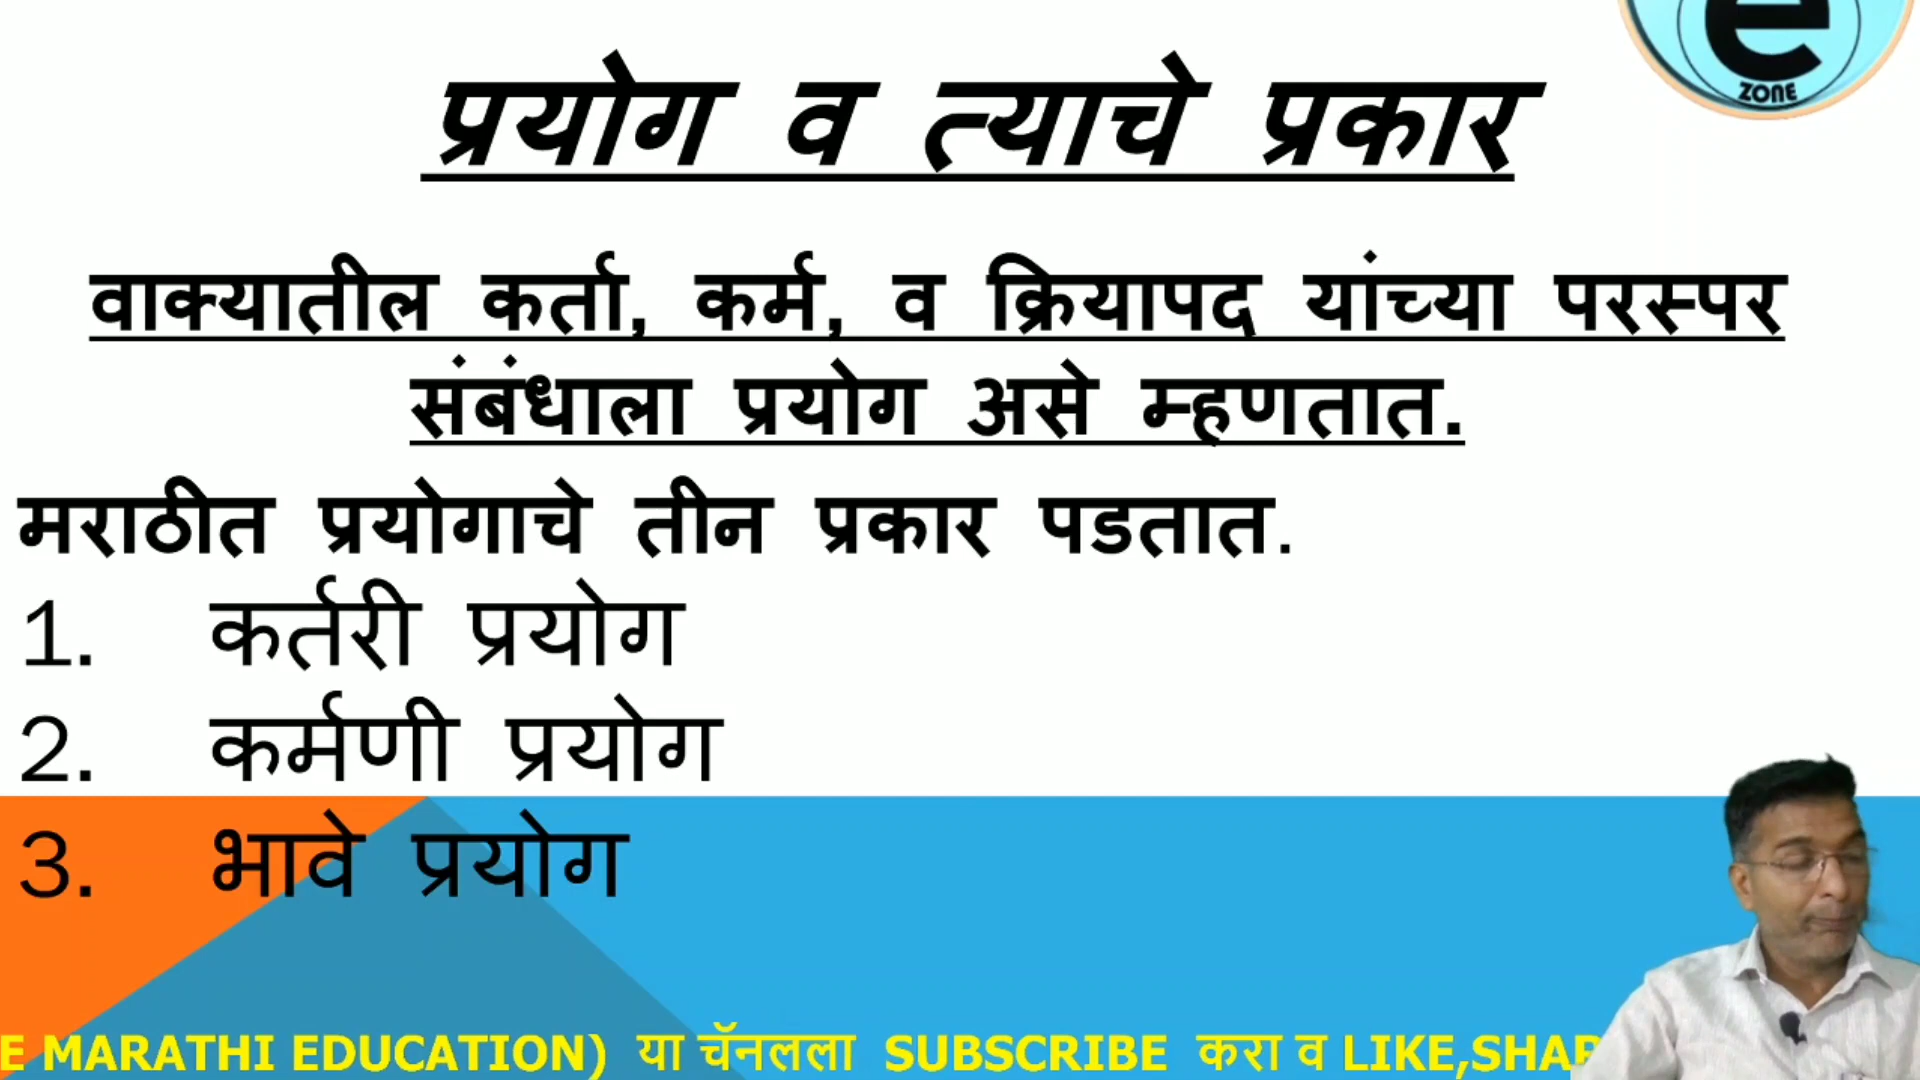 e
ZONE
प्रयोग व त्याचे प्रकार
वाक्यातील कर्ता, कर्म, व क्रियापद यांच्या परस्पर
संबंधाला प्रयोग असे म्हणतात.
मराठीत प्रयोगाचे तीन प्रकार पडतात.
1. कर्तरी प्रयोग
2. कर्मणी प्रयोग
3. भावे प्रयोग
E MARATHI EDUCATION) या चॅनलला SUBSCRIBE करा व LIKE,SHAR